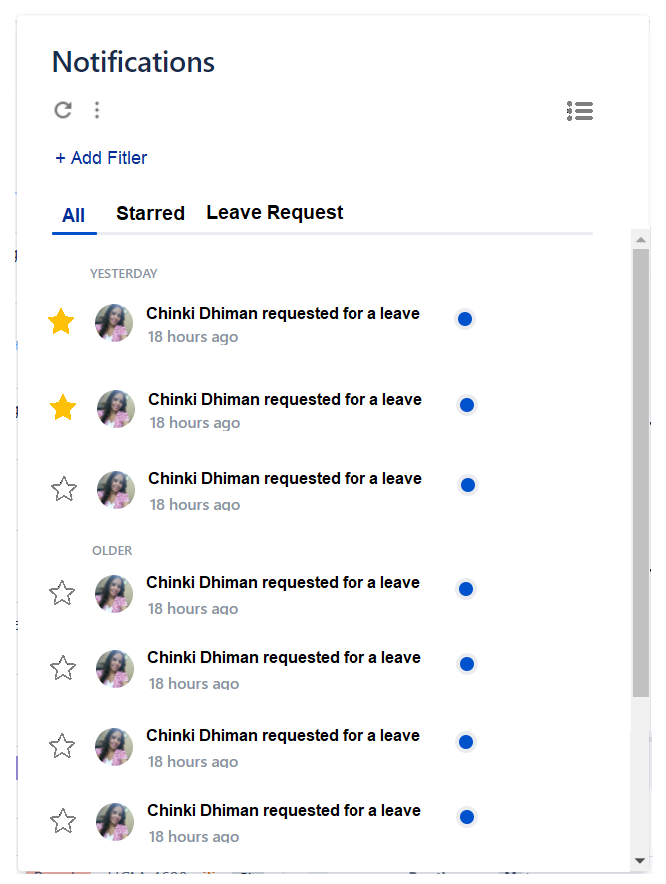 Notifications
+ Add Fitler
All Starred Leave Request
YESTERDAY
Chinki Dhiman requested for a leave
18 hours ago
Chinki Dhiman requested for a leave
18 hours ago
Chinki Dhiman requested for a leave
18 hours ago
OLDER
Chinki Dhiman requested for a leave
18 hours ago
Chinki Dhiman requested for a leave
18 hours ago
Chinki Dhiman requested for a leave
18 hours ago
Chinki Dhiman requested for a leave
18 hours ago